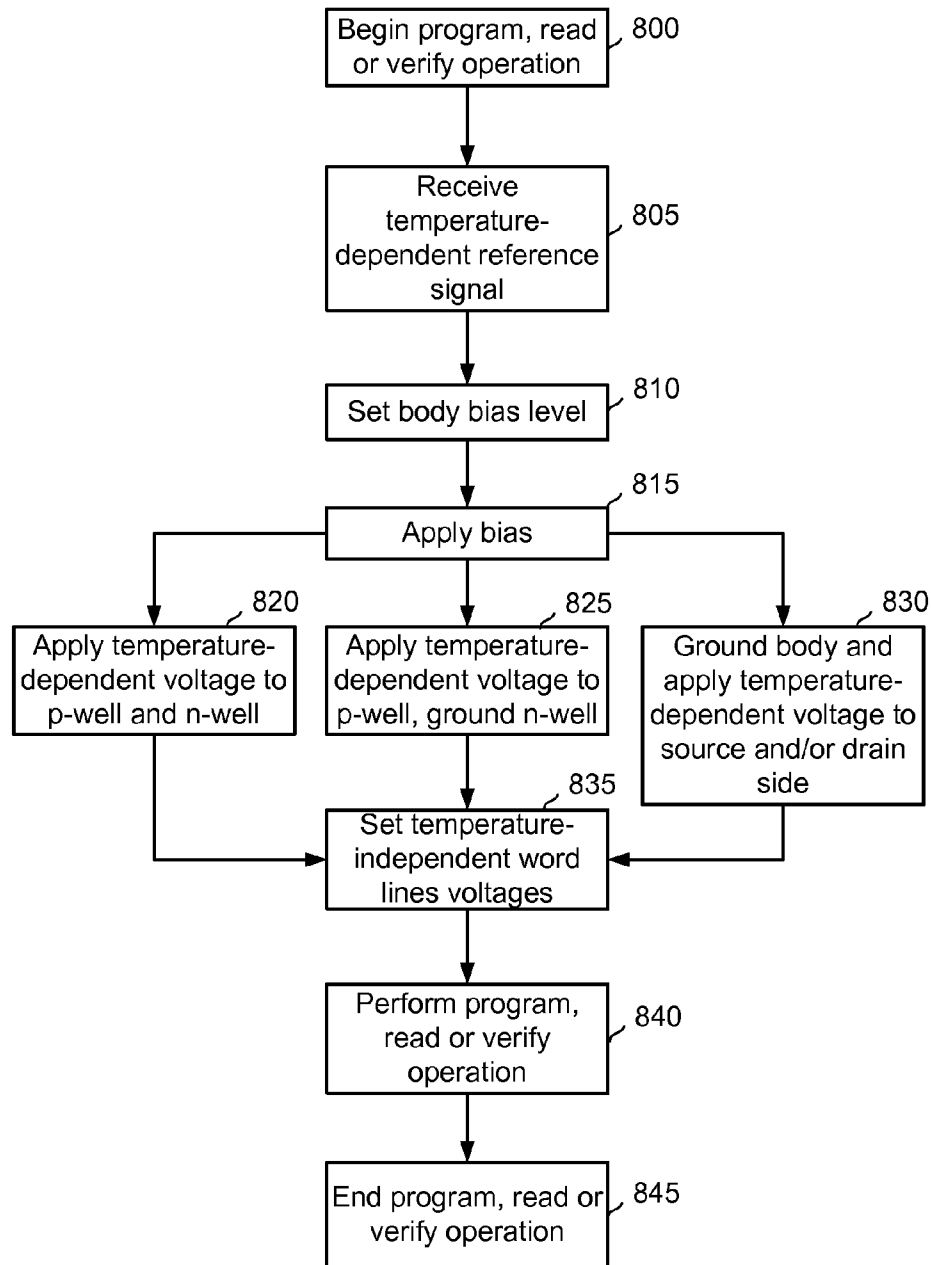 Begin program, read
or verify operation
800
Receive
temperature-
dependent reference
signal
805
Set body bias level
810
Apply bias
815
Apply temperature-
dependent voltage to
p-well and n-well
820
Apply temperature-
dependent voltage to
p-well, ground n-well
825
Ground body and
apply temperature-
dependent voltage to
source and/or drain
side
830
Set temperature-
independent word
lines voltages
835
Perform program,
read or verify
operation
840
End program, read or
verify operation
845